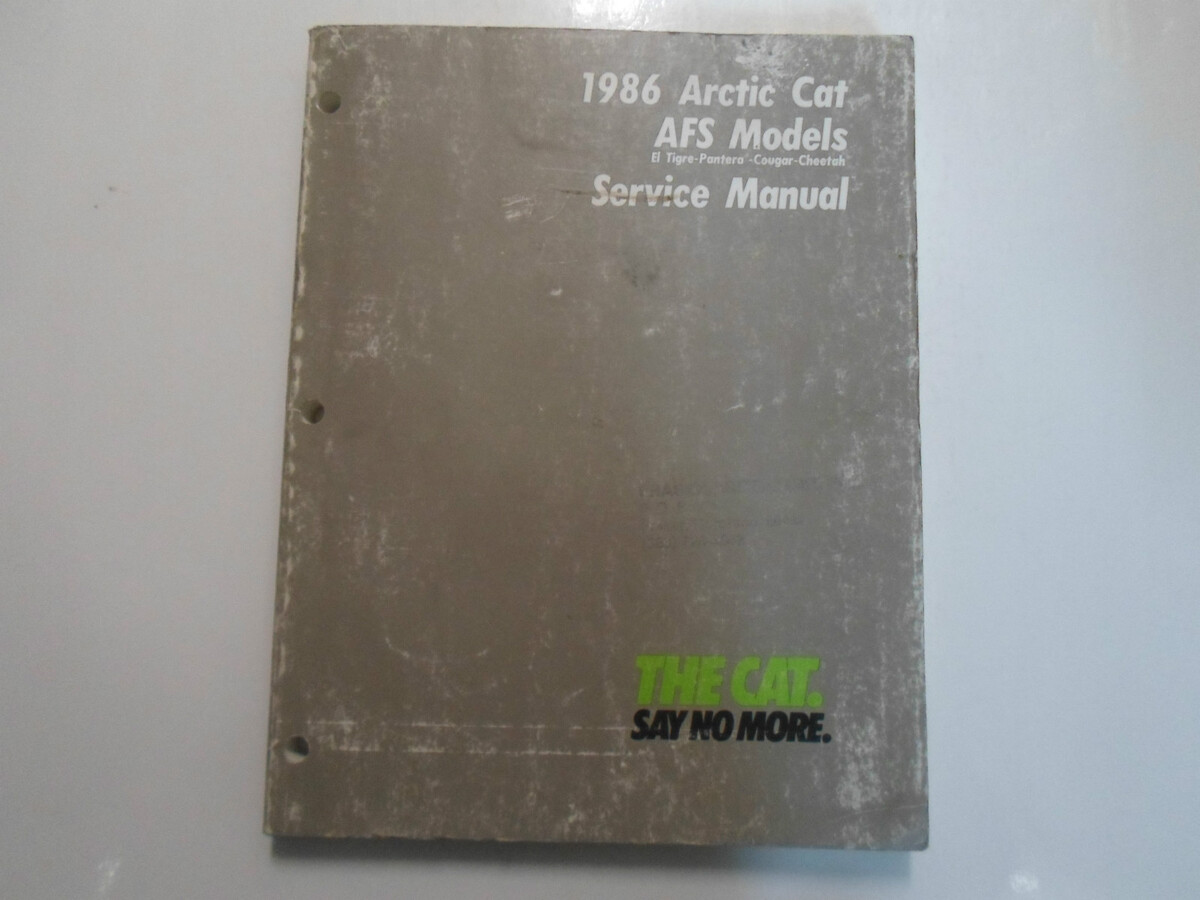 1986 Arctic Cat
AFS Models
El Tigre-Pantera-Cougar-Cheetah
Service Manual
THE CAT.
SAY NO MORE.